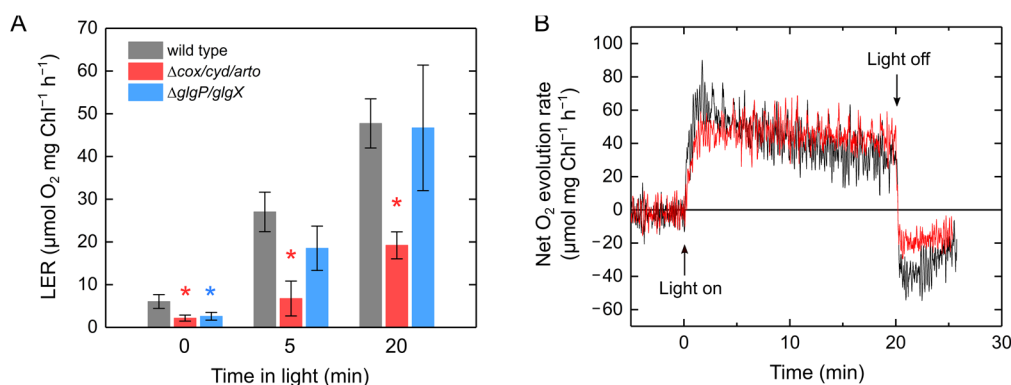 A
70
60
50
40
30
20
10
0
LER (μmol O₂ mg Chl⁻¹ h⁻¹)
wild type
Δcox/cyd/arto
ΔglgP/glgX
*
*
*
*
0
5
20
Time in light (min)
B
100
80
60
40
20
0
−20
−40
−60
Net O₂ evolution rate
(μmol mg Chl⁻¹ h⁻¹)
Light off
Light on
0
10
20
30
Time (min)